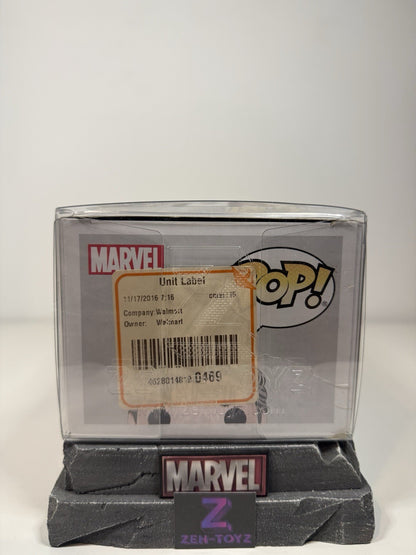 MARVEL
POP!
Unit Label
11/17/2016 7:16
Company: Walmart
Owner: Walmart
0469
MARVEL
Z
ZEH-TOYZ